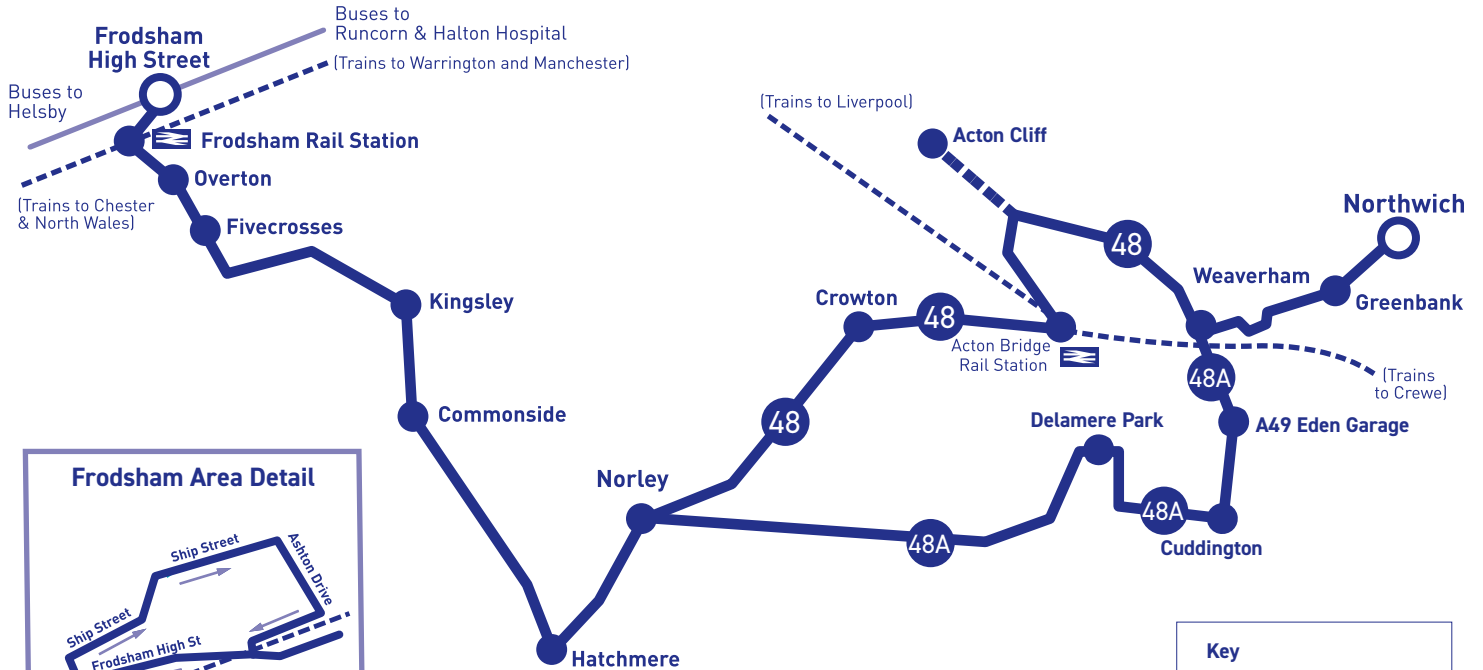 Frodsham
High Street
Buses to
Runcorn & Halton Hospital
(Trains to Warrington and Manchester)
Buses to
Helsby
Frodsham Rail Station
(Trains to Chester
& North Wales)
Overton
Fivecrosses
Kingsley
Commonside
Hatchmere
Norley
48
Crowton
48
(Trains to Liverpool)
Acton Cliff
48
Acton Bridge
Rail Station
Northwich
Weaverham
Greenbank
48A
(Trains
to Crewe)
A49 Eden Garage
Delamere Park
48A
Cuddington
48A
Frodsham Area Detail
Ship Street
Ashton Drive
Ship Street
Frodsham High St
Key